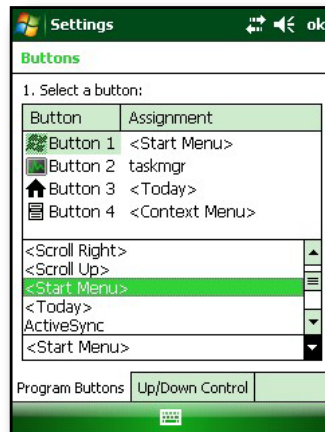 Settings ok
Buttons
1. Select a button:
Button Assignment
Button 1 <Start Menu>
Button 2 taskmgr
Button 3 <Today>
Button 4 <Context Menu>
<Scroll Right>
<Scroll Up>
<Start Menu>
<Today>
ActiveSync
<Start Menu>
Program Buttons Up/Down Control